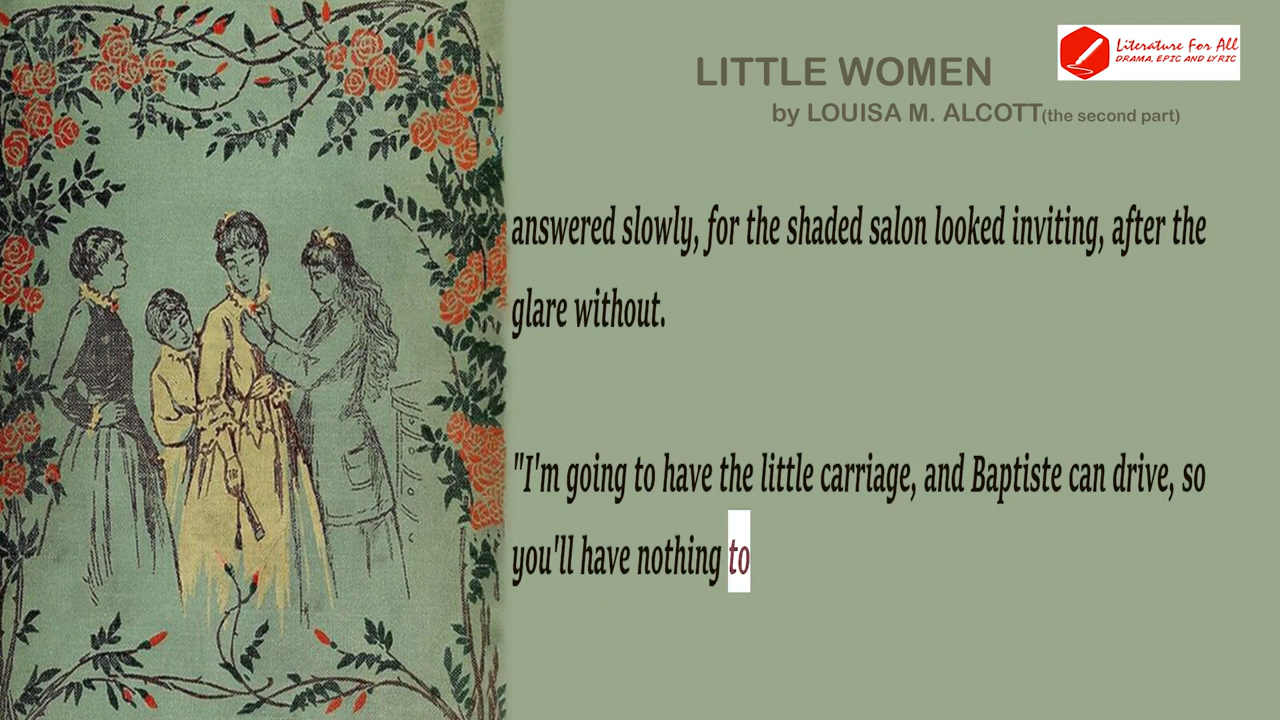 LITTLE WOMEN
by LOUISA M. ALCOTT(the second part)
Literature For All
DRAMA, EPIC AND LYRIC
answered slowly, for the shaded salon looked inviting, after the
glare without.
"I'm going to have the little carriage, and Baptiste can drive, so
you'll have nothing to